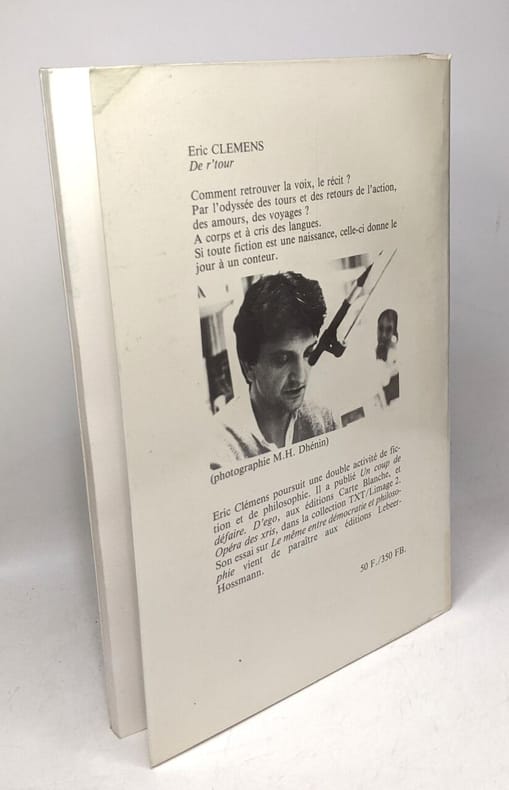 Eric CLEMENS
De r'tour
Comment retrouver la voix, le récit ?
Par l'odyssée des tours et des retours de l'action,
des amours, des voyages ?
A corps et à cris des langues.
Si toute fiction est une naissance, celle-ci donne le
jour à un conteur.
(photographie M.H. Dhénin)
Eric Clémens poursuit une double activité de fic-
tion et de philosophie. Il a publié Un coup de
défaire. D'ego, aux éditions Carte Blanche, et
Opéra des xris, dans la collection TXT/Limage 2.
Son essai sur Le même entre démocratie et philoso-
phie vient de paraître aux éditions Lebeer-
Hossmann.
50 F./350 FB.